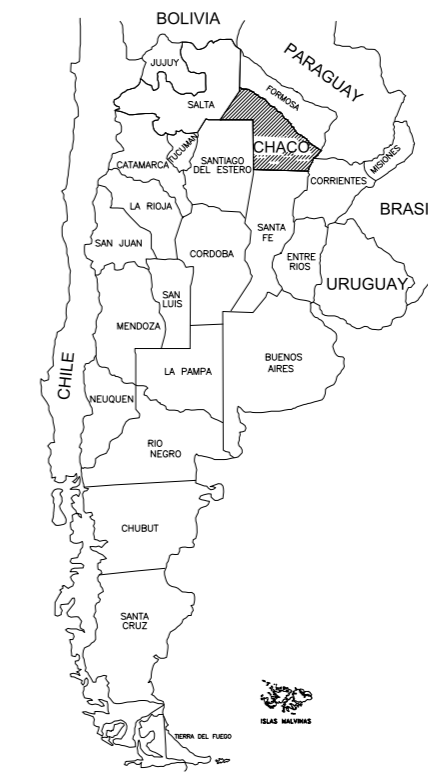 BOLIVIA
JUJUY
PARAGUAY
SALTA
FORMOSA
TUCUMAN
CHACO
CATAMARCA
SANTIAGO
DEL ESTERO
MISIONES
CORRIENTES
LA RIOJA
BRASI
SANTA
FE
SAN JUAN
CORDOBA
ENTRE
RIOS
URUGUAY
SAN
LUIS
MENDOZA
BUENOS
AIRES
LA PAMPA
CHILE
NEUQUEN
RIO
NEGRO
CHUBUT
SANTA
CRUZ
ISLAS MALVINAS
TIERRA DEL FUEGO